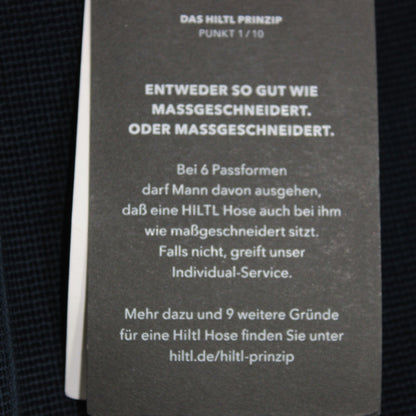 DAS HILTL PRINZIP
PUNKT 1 / 10
ENTWEDER SO GUT WIE
MASSGESCHNEIDERT.
ODER MASSGESCHNEIDERT.
Bei 6 Passformen
darf Mann davon ausgehen,
daß eine HILTL Hose auch bei ihm
wie maßgeschneidert sitzt.
Falls nicht, greift unser
Individual-Service.
Mehr dazu und 9 weitere Gründe
für eine Hiltl Hose finden Sie unter
hiltl.de/hiltl-prinzip